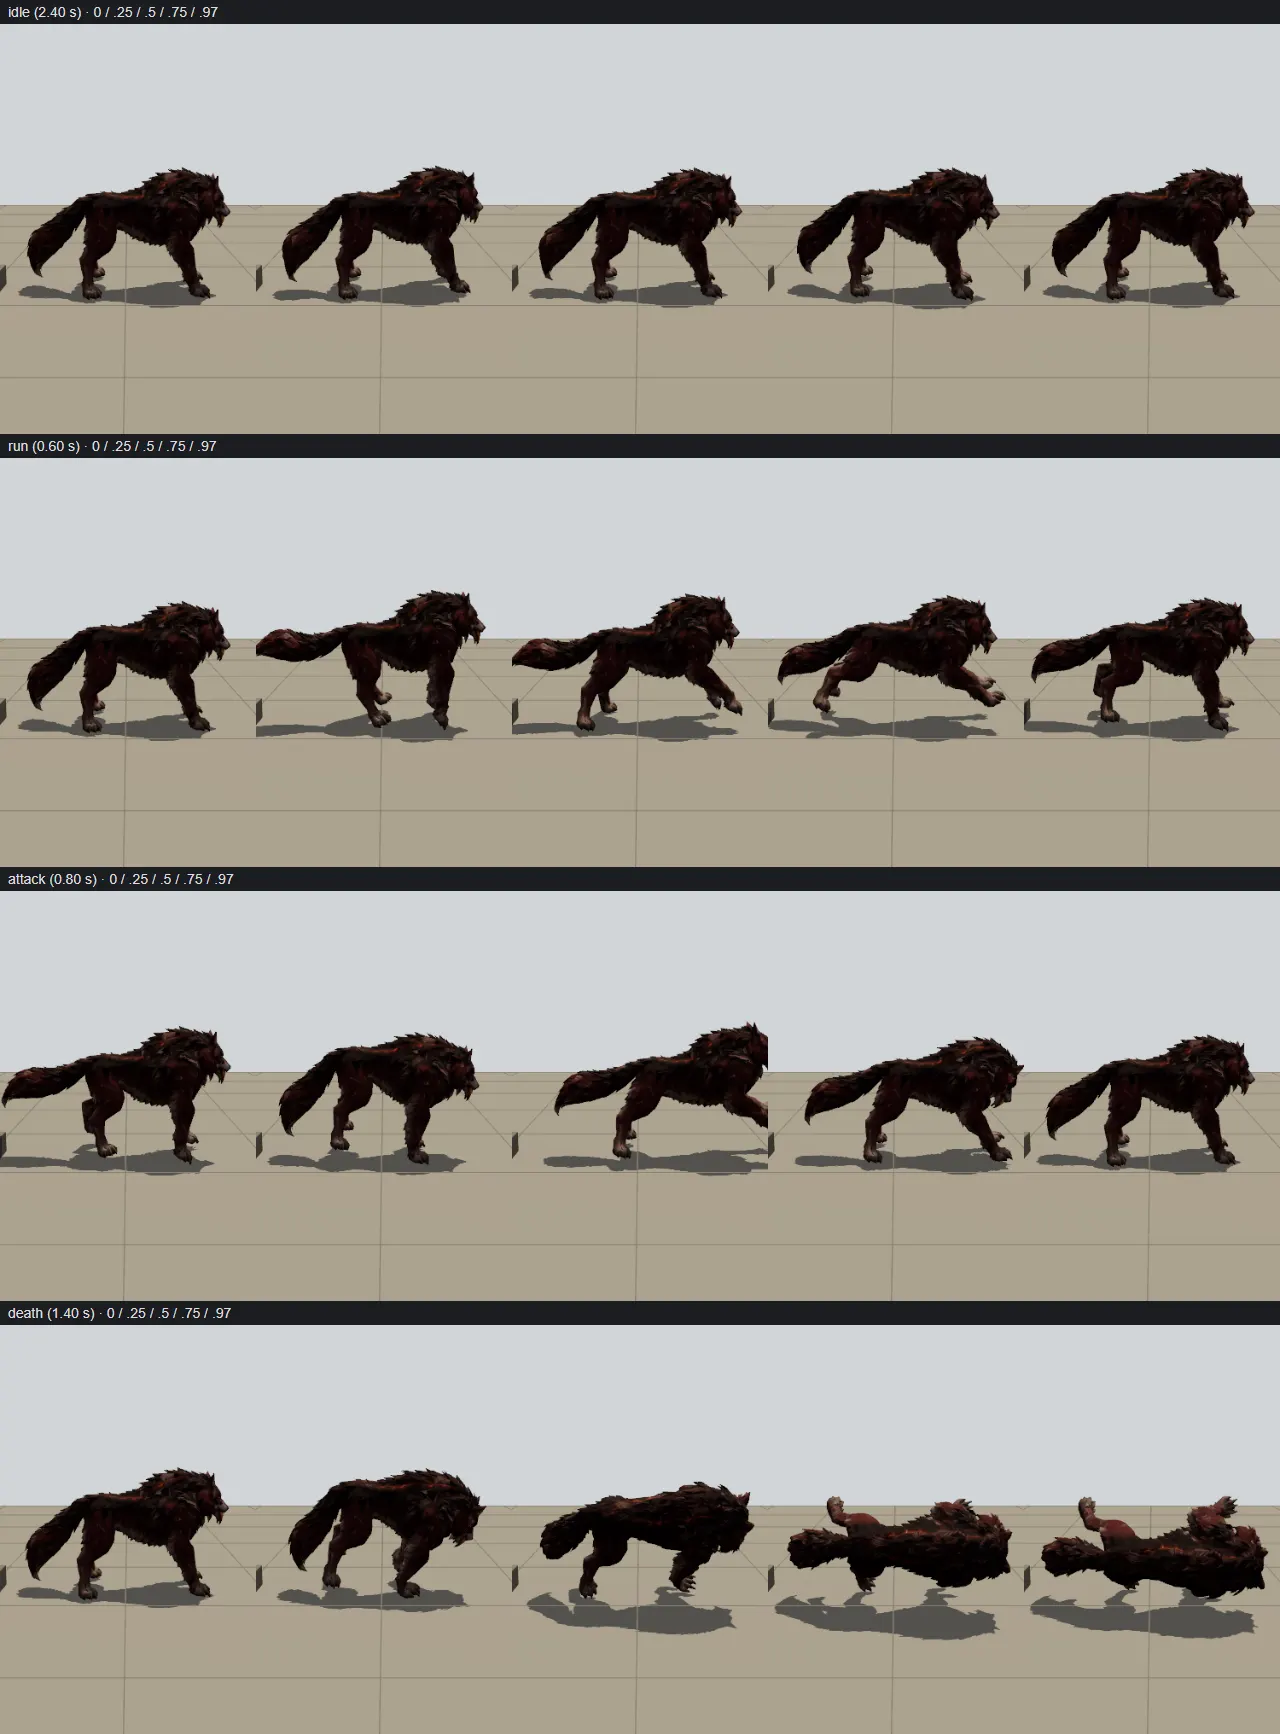 idle (2.40 s) · 0 / .25 / .5 / .75 / .97
run (0.60 s) · 0 / .25 / .5 / .75 / .97
attack (0.80 s) · 0 / .25 / .5 / .75 / .97
death (1.40 s) · 0 / .25 / .5 / .75 / .97